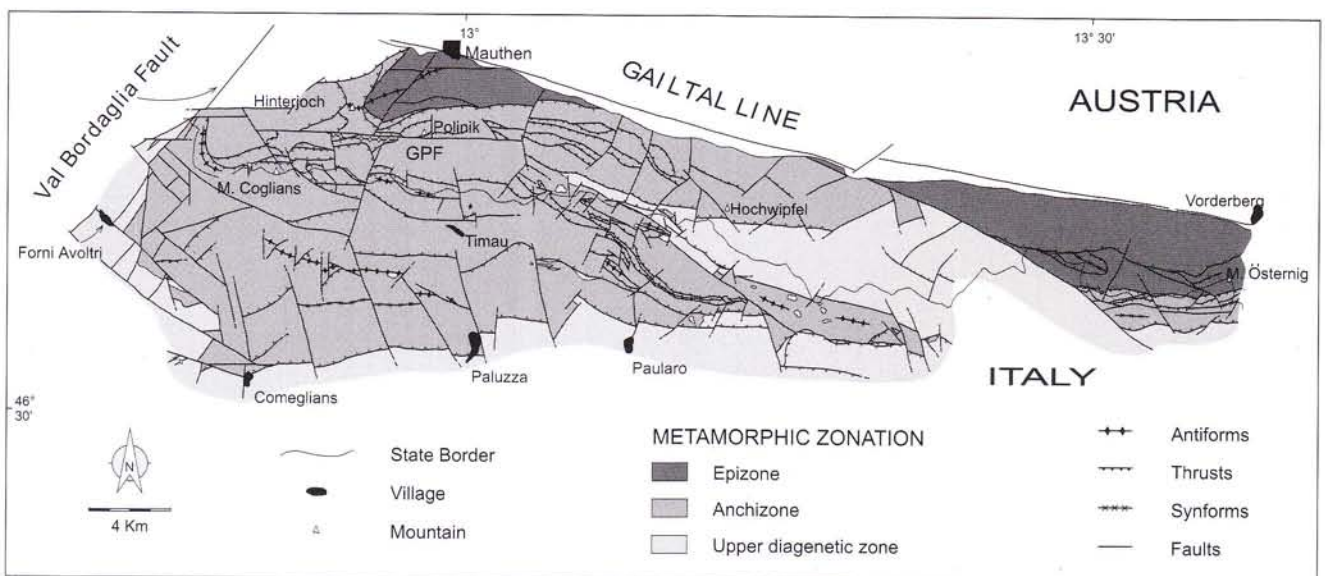 13°
13° 30'
Mauthen
Val Bordaglia Fault
GAILTAL LINE
AUSTRIA
Hinterjoch
Polinik
GPF
M. Coglians
Hochwipfel
Vorderberg
Forni Avoltri
Timau
M. Östernig
Paluzza
Paularo
ITALY
Comeglians
46°
30'
N
4 Km
State Border
Village
Mountain
METAMORPHIC ZONATION
Epizone
Anchizone
Upper diagenetic zone
Antiforms
Thrusts
Synforms
Faults